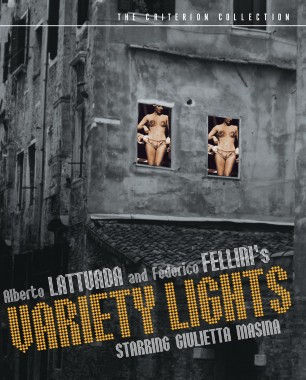 THE CRITERION COLLECTION
Alberto LATTUADA and Federico FELLINI's
VARIETY LIGHTS
STARRING GIULIETTA MASINA